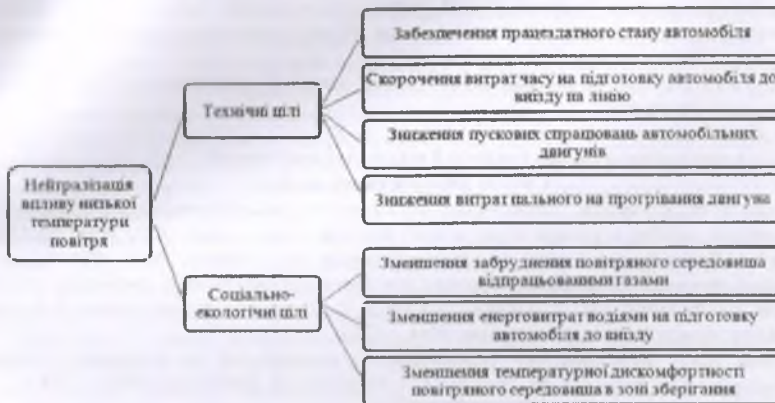 Нейтралізація
впливу низької
температури
повітря
Технічні цілі
Забезпечення працездатного стану автомобіля
Скорочення витрат часу на підготовку автомобіля до
виїзду на лінію
Зниження пускових спрацювань автомобільних
двигунів
Зниження витрат пального на прогрівання двигуна
Соціально-
екологічні цілі
Зменшення забруднення повітряного середовища
відпрацьованими газами
Зменшення енерговитрат водіями на підготовку
автомобіля до виїзду
Зменшення температурної дискомфортності
повітряного середовища в зоні зберігання